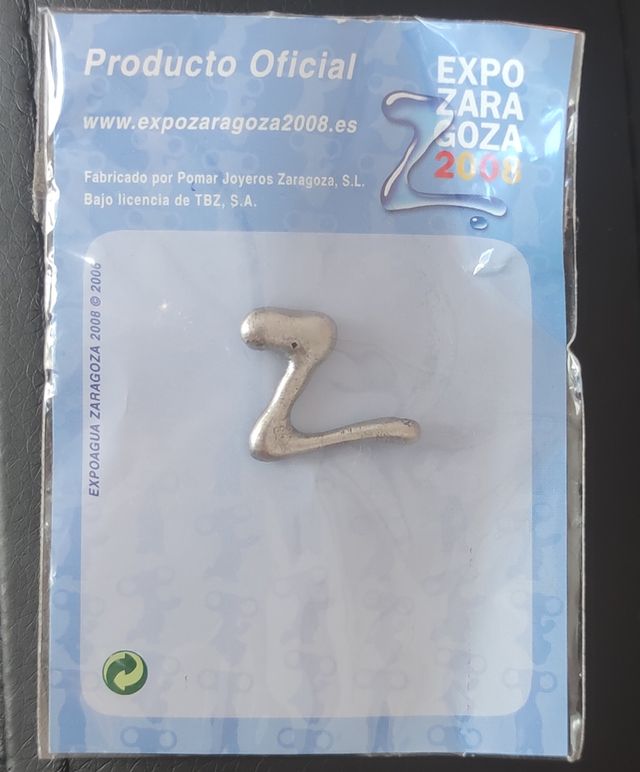 Producto Oficial
www.expozaragoza2008.es
Fabricado por Pomar Joyeros Zaragoza, S.L.
Bajo licencia de TBZ, S.A.
EXPO
ZARA
GOZA
2008
EXPOAGUA ZARAGOZA 2008 © 2006